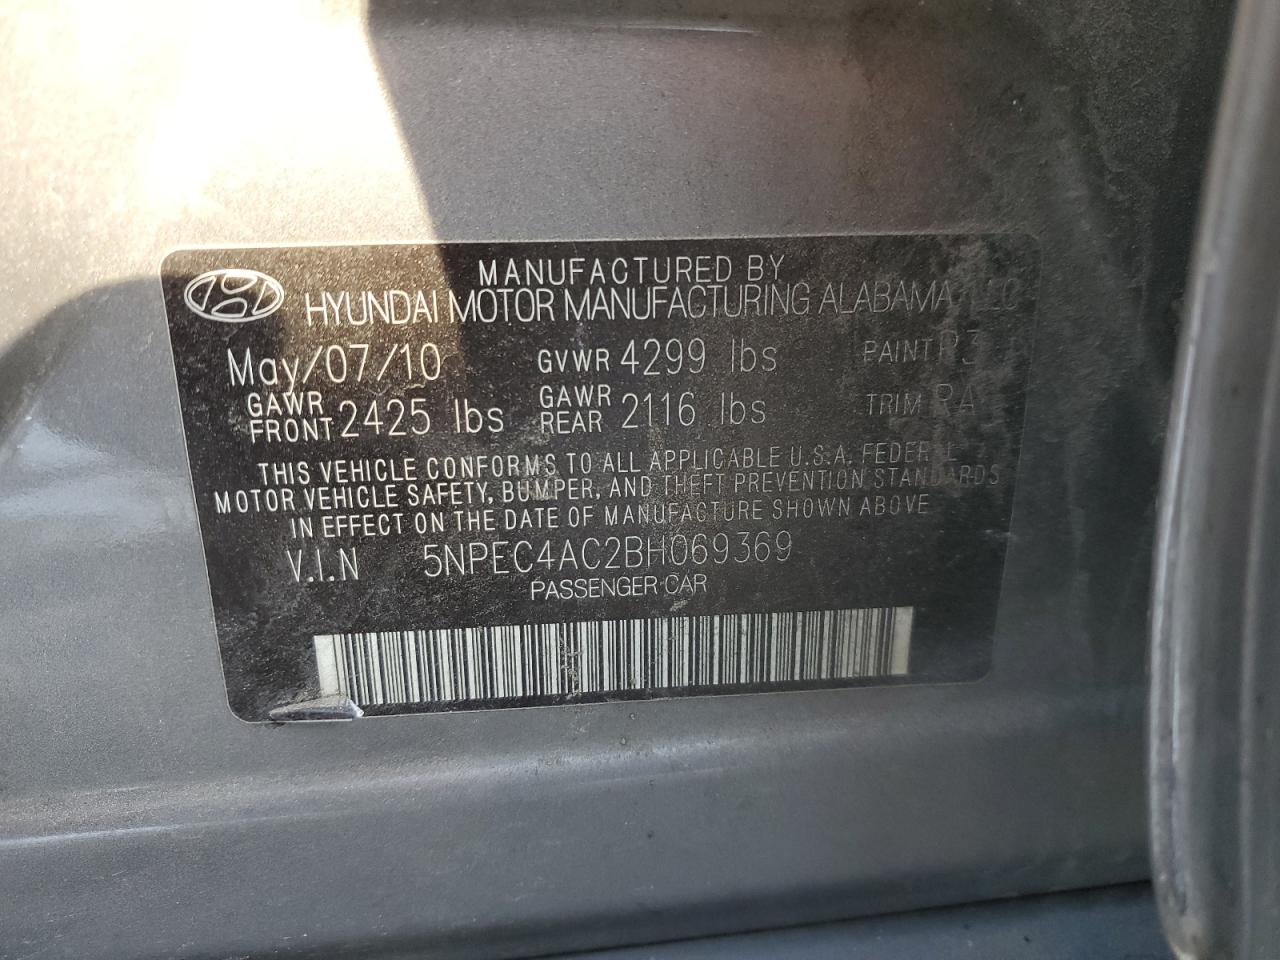 MANUFACTURED BY
HYUNDAI MOTOR MANUFACTURING ALABAMA, LLC
May/07/10 GVWR 4299 lbs PAINT
GAWR FRONT 2425 lbs GAWR REAR 2116 lbs TRIM RA
THIS VEHICLE CONFORMS TO ALL APPLICABLE U.S.A. FEDERAL
MOTOR VEHICLE SAFETY, BUMPER, AND THEFT PREVENTION STANDARDS
IN EFFECT ON THE DATE OF MANUFACTURE SHOWN ABOVE
V.I.N 5NPEC4AC2BH069369
PASSENGER CAR